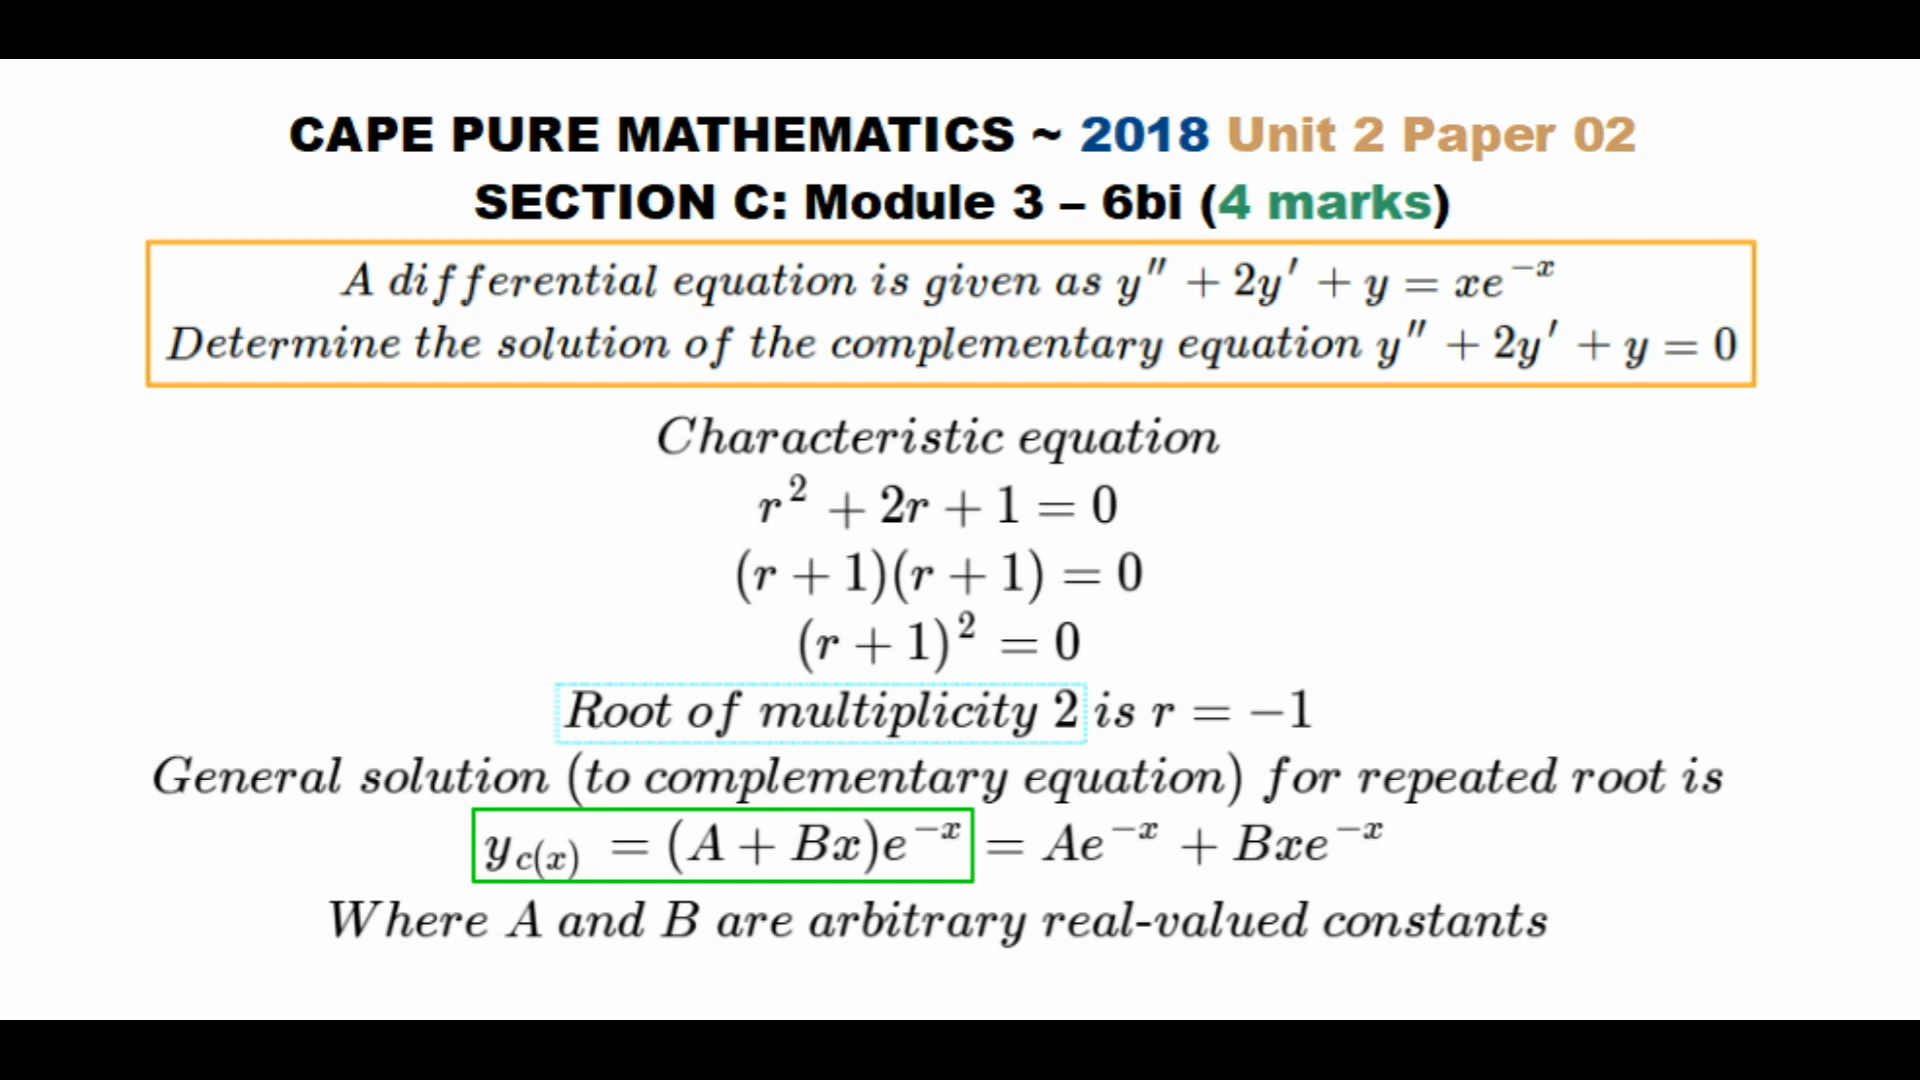 CAPE PURE MATHEMATICS ~ 2018 Unit 2 Paper 02
SECTION C: Module 3 – 6bi (4 marks)
A differential equation is given as y″ + 2y′ + y = xe⁻ˣ
Determine the solution of the complementary equation y″ + 2y′ + y = 0
Characteristic equation
r² + 2r + 1 = 0
(r + 1)(r + 1) = 0
(r + 1)² = 0
Root of multiplicity 2 is r = −1
General solution (to complementary equation) for repeated root is
y_c(x) = (A + Bx)e⁻ˣ = Ae⁻ˣ + Bxe⁻ˣ
Where A and B are arbitrary real-valued constants